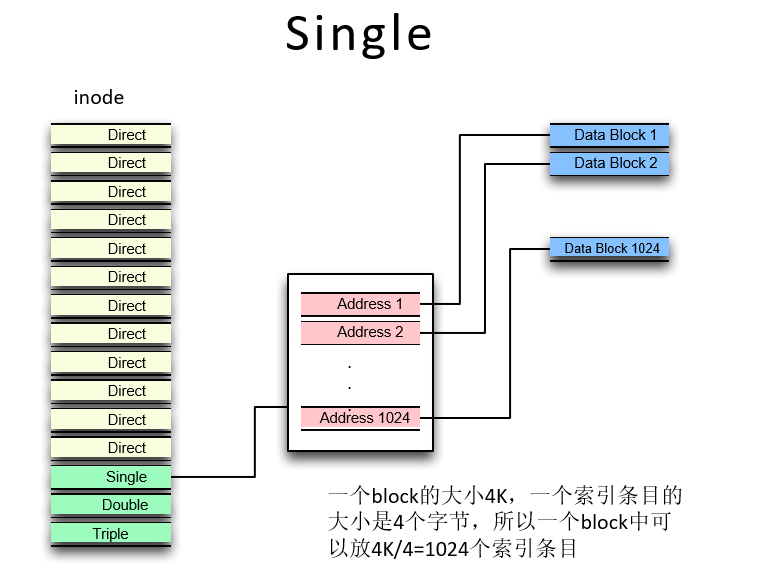 Single
inode
Direct
Direct
Direct
Direct
Direct
Direct
Direct
Direct
Direct
Direct
Direct
Direct
Single
Double
Triple
Address 1
Address 2
.
.
.
Address 1024
Data Block 1
Data Block 2
Data Block 1024
一个block的大小4K，一个索引条目的
大小是4个字节，所以一个block中可
以放4K/4=1024个索引条目